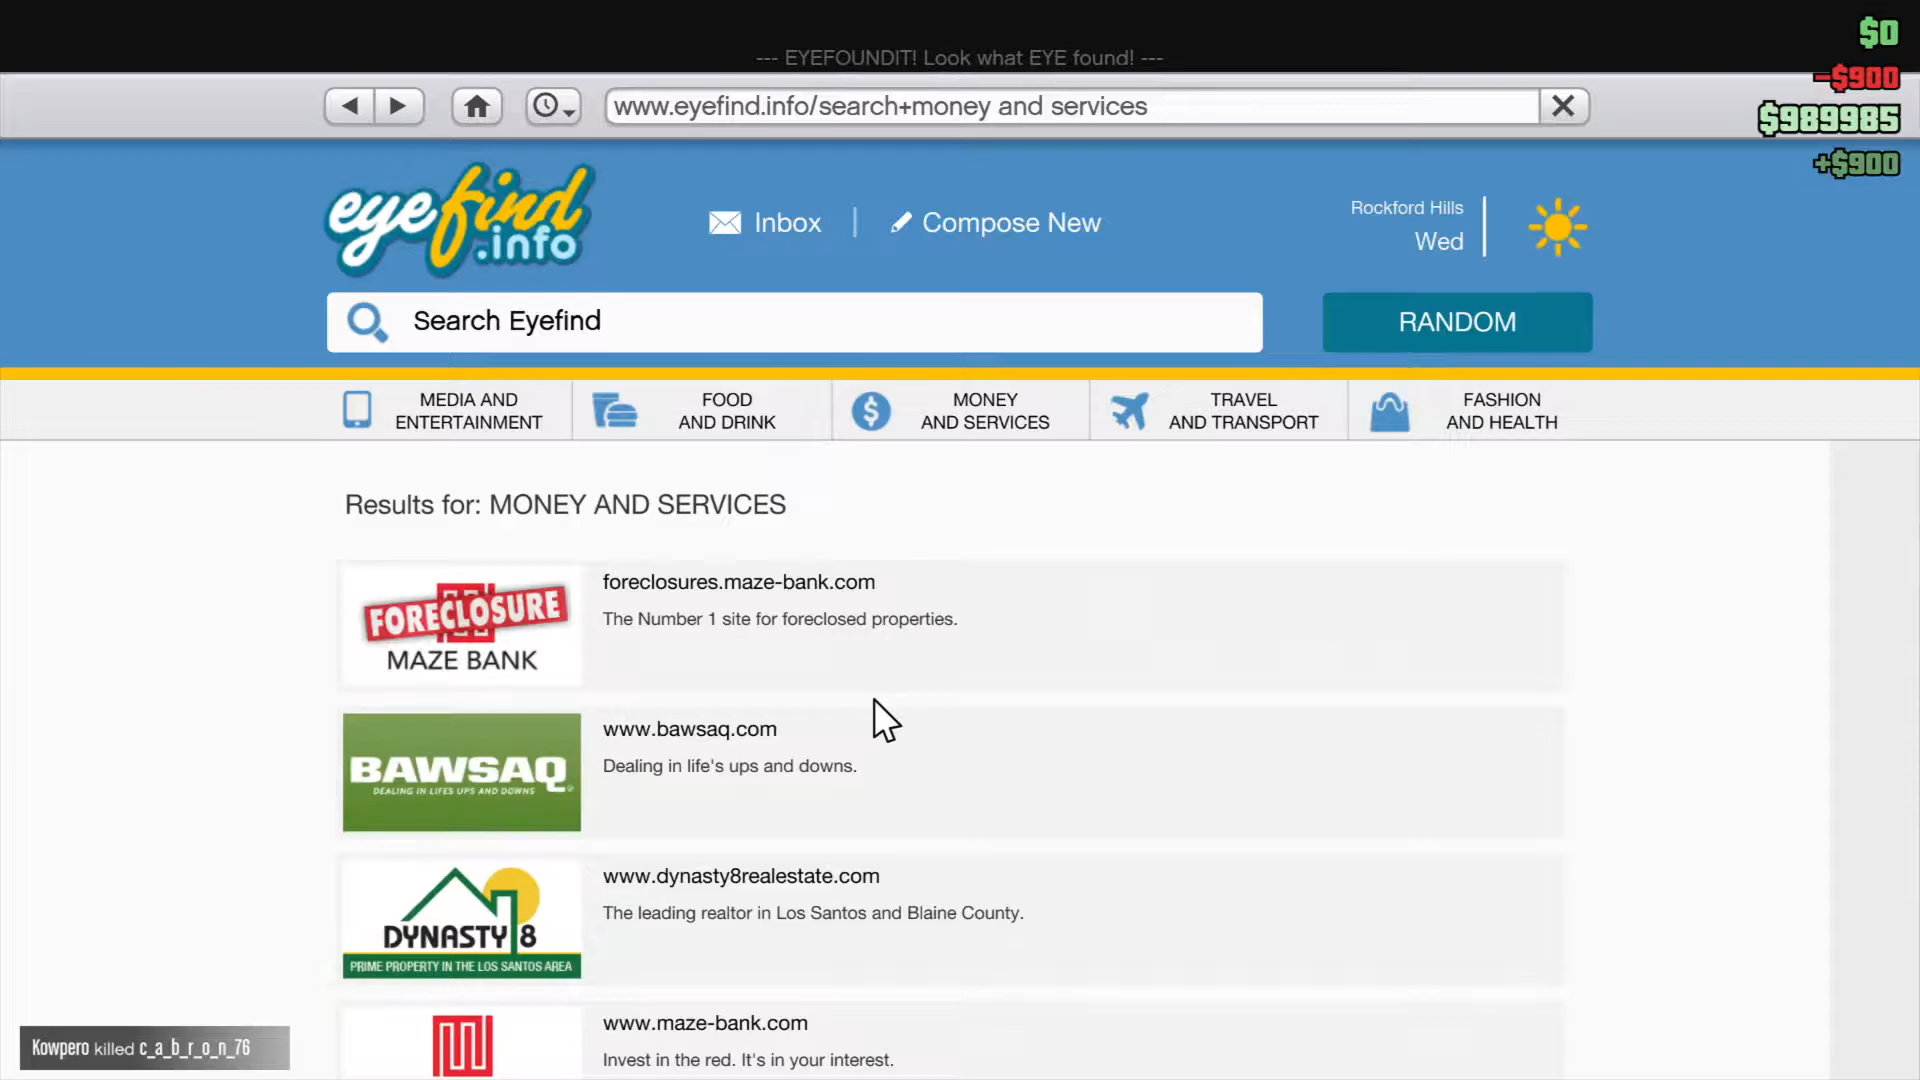 $0
--- EYEFOUNDIT! Look what EYE found! ---
-$900
www.eyefind.info/search+money and services
$989985
+$900
eyefind
.info
Inbox
Compose New
Rockford Hills
Wed
Search Eyefind
RANDOM
MEDIA AND
ENTERTAINMENT
FOOD
AND DRINK
MONEY
AND SERVICES
TRAVEL
AND TRANSPORT
FASHION
AND HEALTH
Results for: MONEY AND SERVICES
FORECLOSURE
MAZE BANK
foreclosures.maze-bank.com
The Number 1 site for foreclosed properties.
BAWSAQ
DEALING IN LIFE'S UPS AND DOWNS
www.bawsaq.com
Dealing in life's ups and downs.
DYNASTY 8
PRIME PROPERTY IN THE LOS SANTOS AREA
www.dynasty8realestate.com
The leading realtor in Los Santos and Blaine County.
www.maze-bank.com
Invest in the red. It's in your interest.
Kowpero killed c_a_b_r_o_n_76